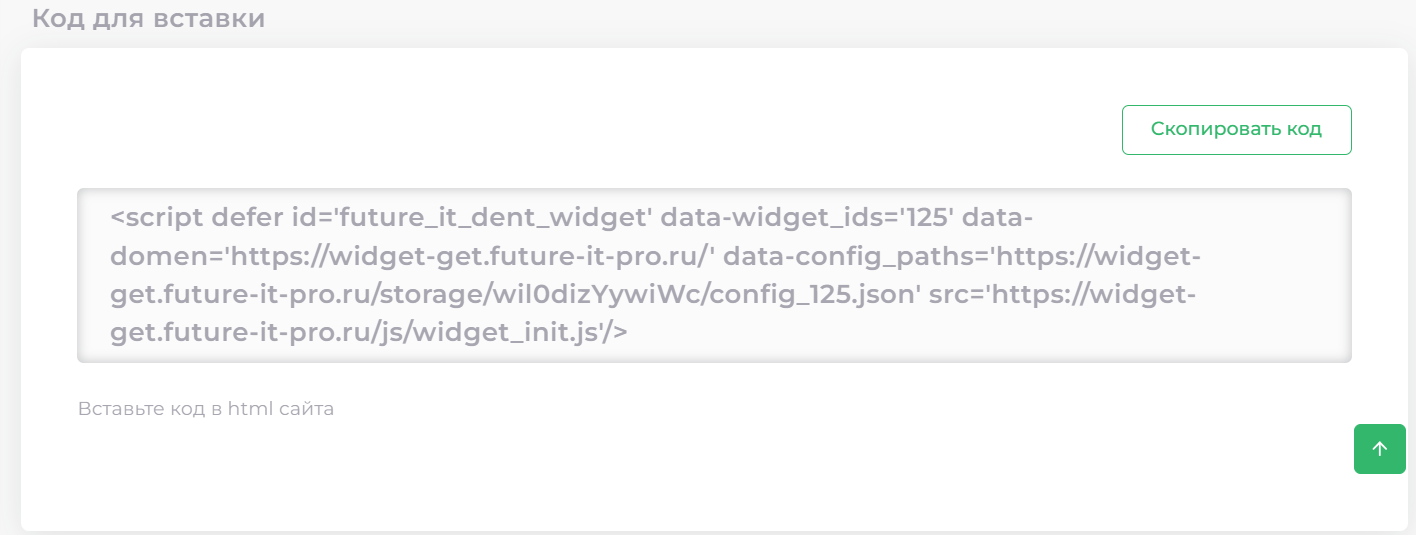 Код для вставки
Скопировать код
<script defer id='future_it_dent_widget' data-widget_ids='125' data-
domen='https://widget-get.future-it-pro.ru/' data-config_paths='https://widget-
get.future-it-pro.ru/storage/wil0dizYywiWc/config_125.json' src='https://widget-
get.future-it-pro.ru/js/widget_init.js'/>
Вставьте код в html сайта